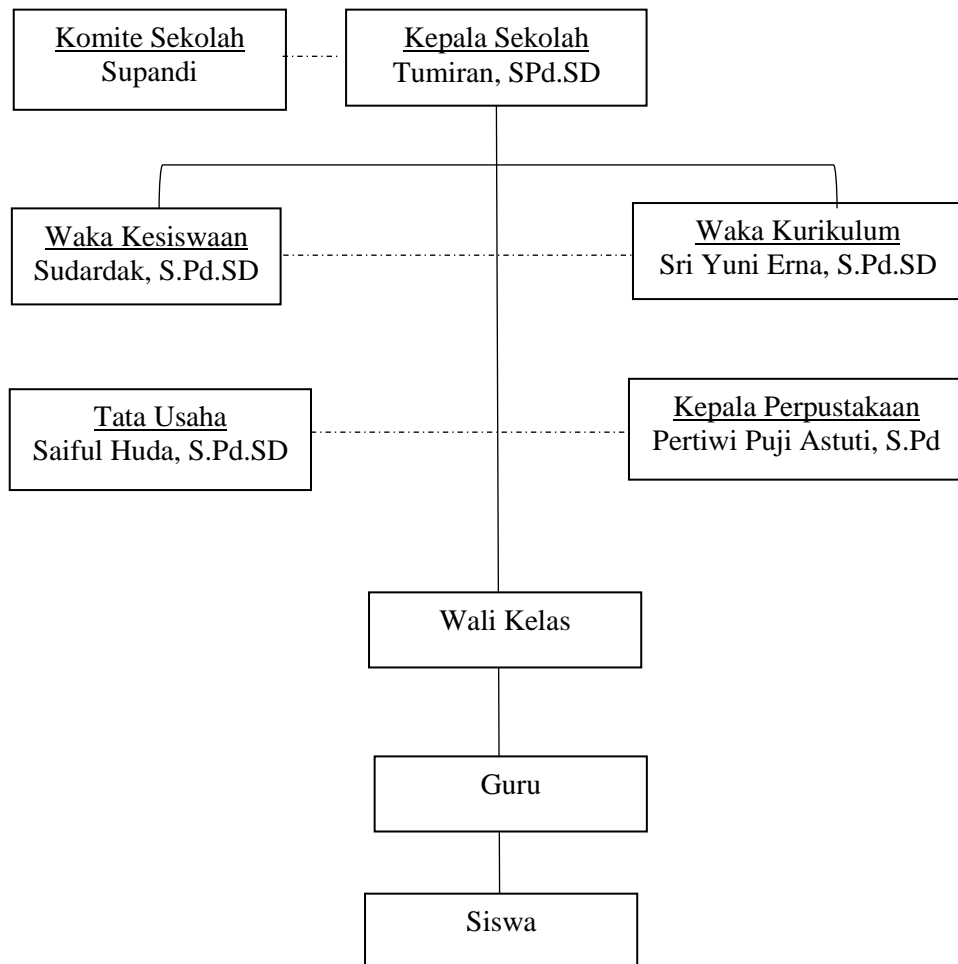 Komite Sekolah
Supandi
Kepala Sekolah
Tumiran, SPd.SD
Waka Kesiswaan
Sudardak, S.Pd.SD
Waka Kurikulum
Sri Yuni Erna, S.Pd.SD
Tata Usaha
Saiful Huda, S.Pd.SD
Kepala Perpustakaan
Pertiwi Puji Astuti, S.Pd
Wali Kelas
Guru
Siswa